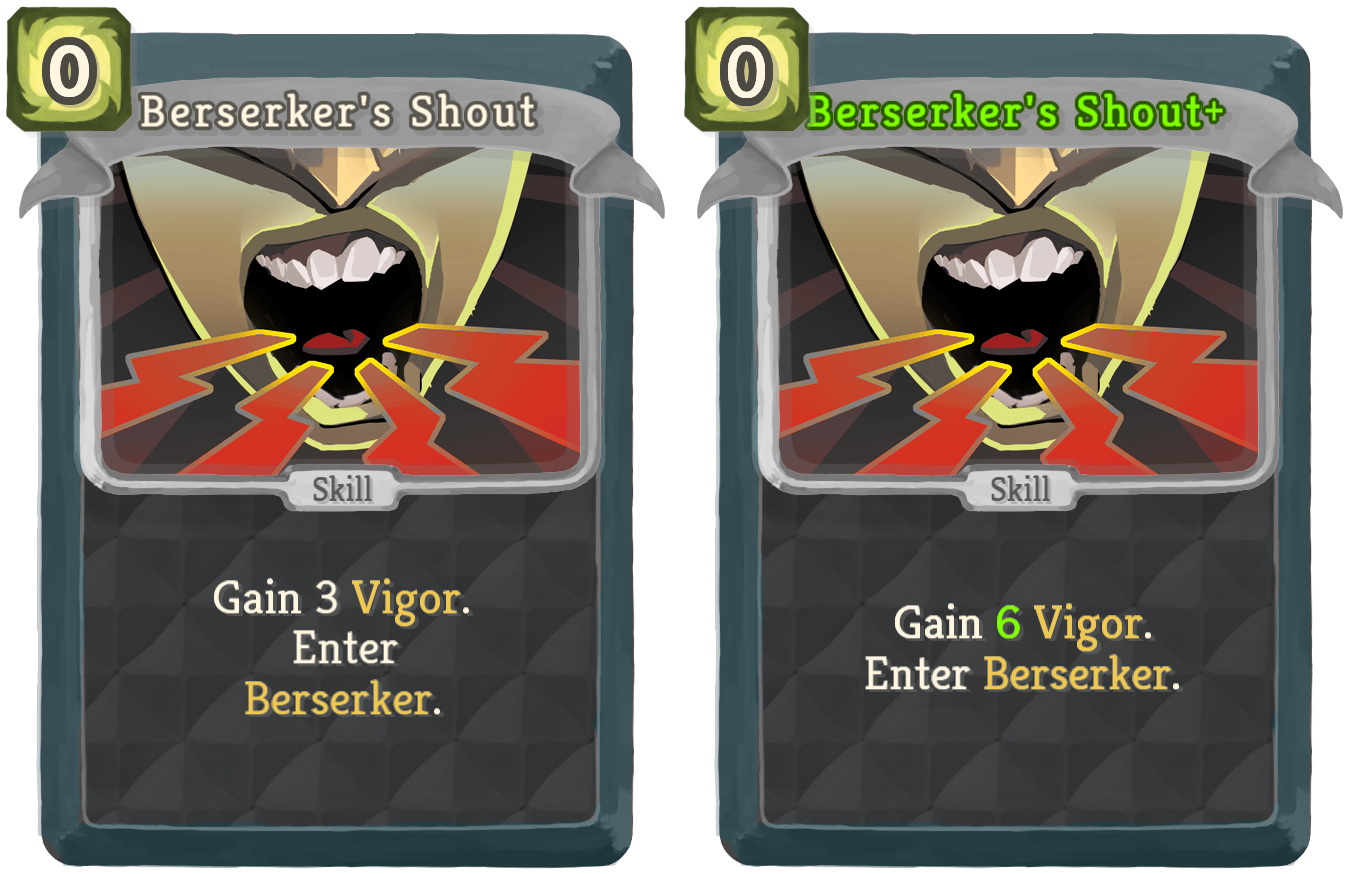 0
Berserker's Shout
Skill
Gain 3 Vigor.
Enter
Berserker.
0
Berserker's Shout+
Skill
Gain 6 Vigor.
Enter Berserker.